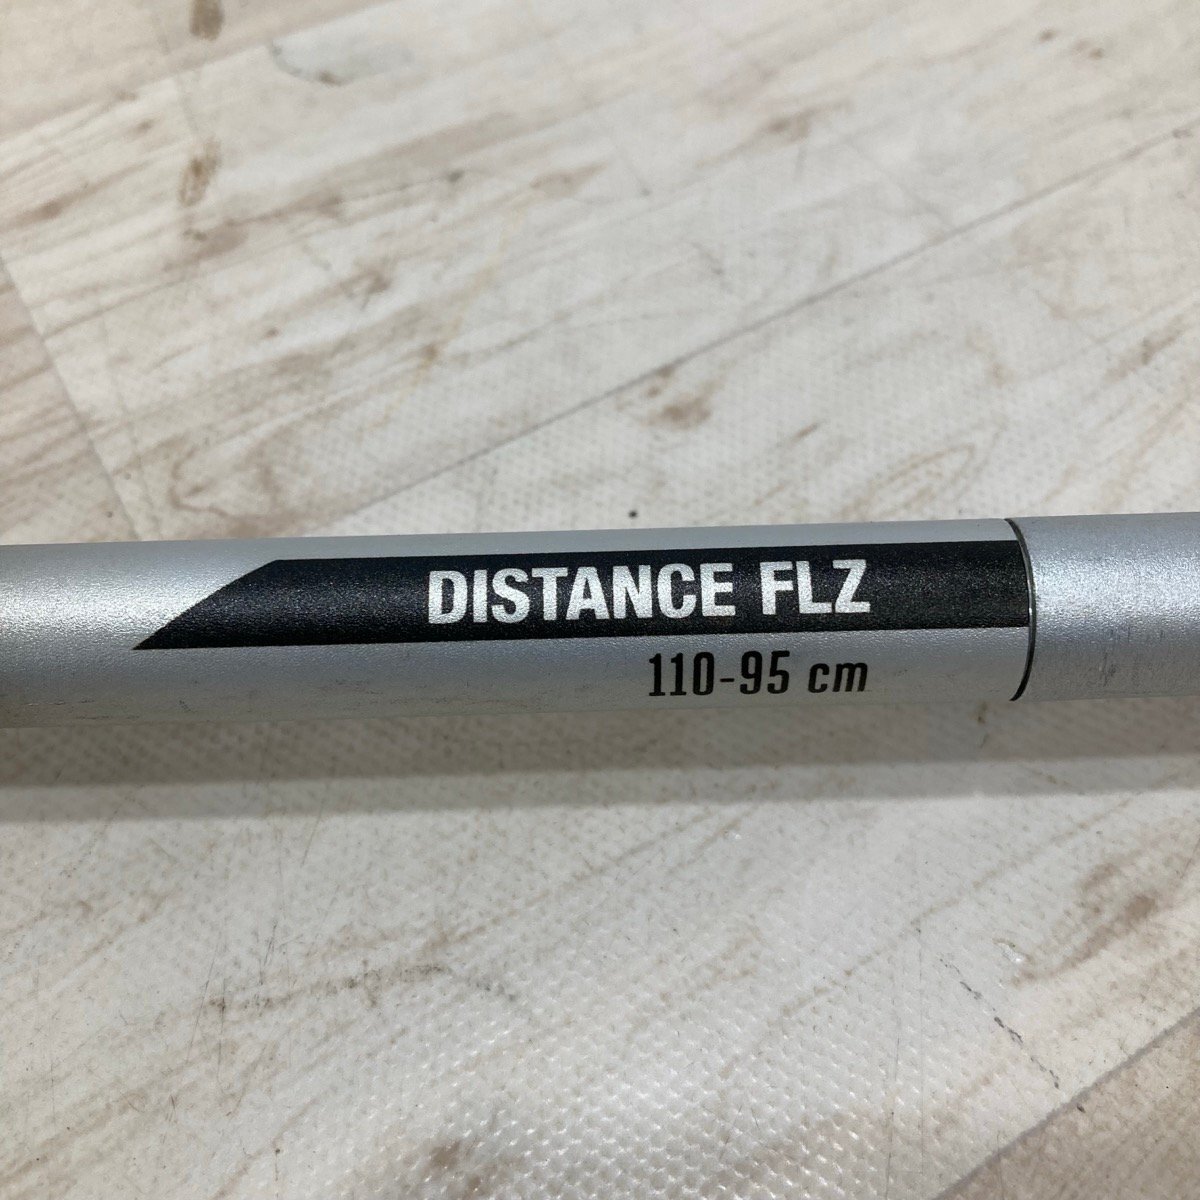 DISTANCE FLZ
110-95 cm